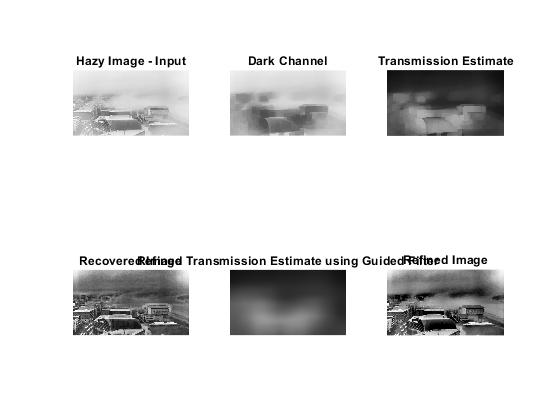 Hazy Image - Input
Dark Channel
Transmission Estimate
Recovered Image
Refined Transmission Estimate using Guided Filter
Refined Image